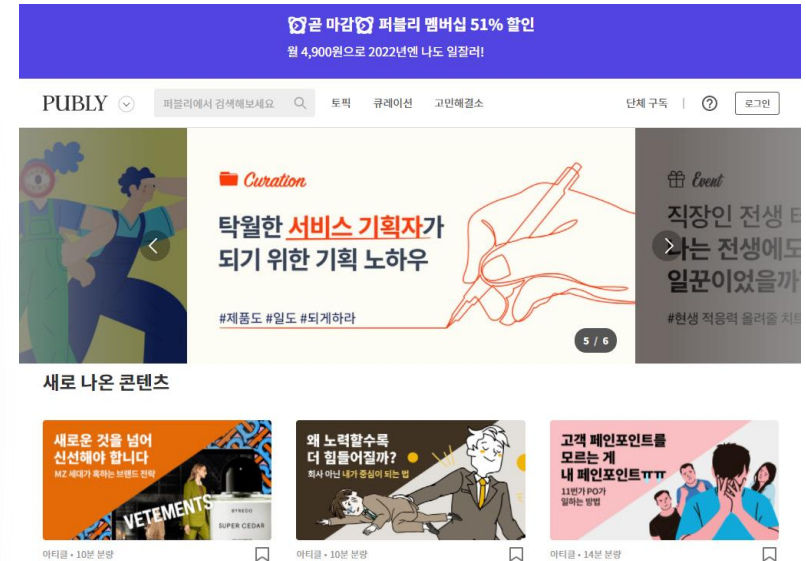 곧 마감 퍼블리 멤버십 51% 할인
월 4,900원으로 2022년엔 나도 일잘러!
PUBLY
퍼블리에서 검색해보세요
토픽
큐레이션
고민해결소
단체 구독
로그인
Curation
탁월한 서비스 기획자가
되기 위한 기획 노하우
#제품도 #일도 #되게하라
5 / 6
Event
직장인 전생
나는 전생에도
일꾼이었을까
#현생 적응력 올려줄
새로 나온 콘텐츠
새로운 것을 넘어
신선해야 합니다
MZ 세대가 혹하는 브랜드 전략
VETEMENTS
BYREDO
SUPER CEDAR
아티클 • 10분 분량
왜 노력할수록
더 힘들어질까?
회사 아닌 내가 중심이 되는 법
아티클 • 10분 분량
고객 페인포인트를
모르는 게
내 페인포인트ㅠㅠ
11번가 PO가
일하는 방법
아티클 • 14분 분량